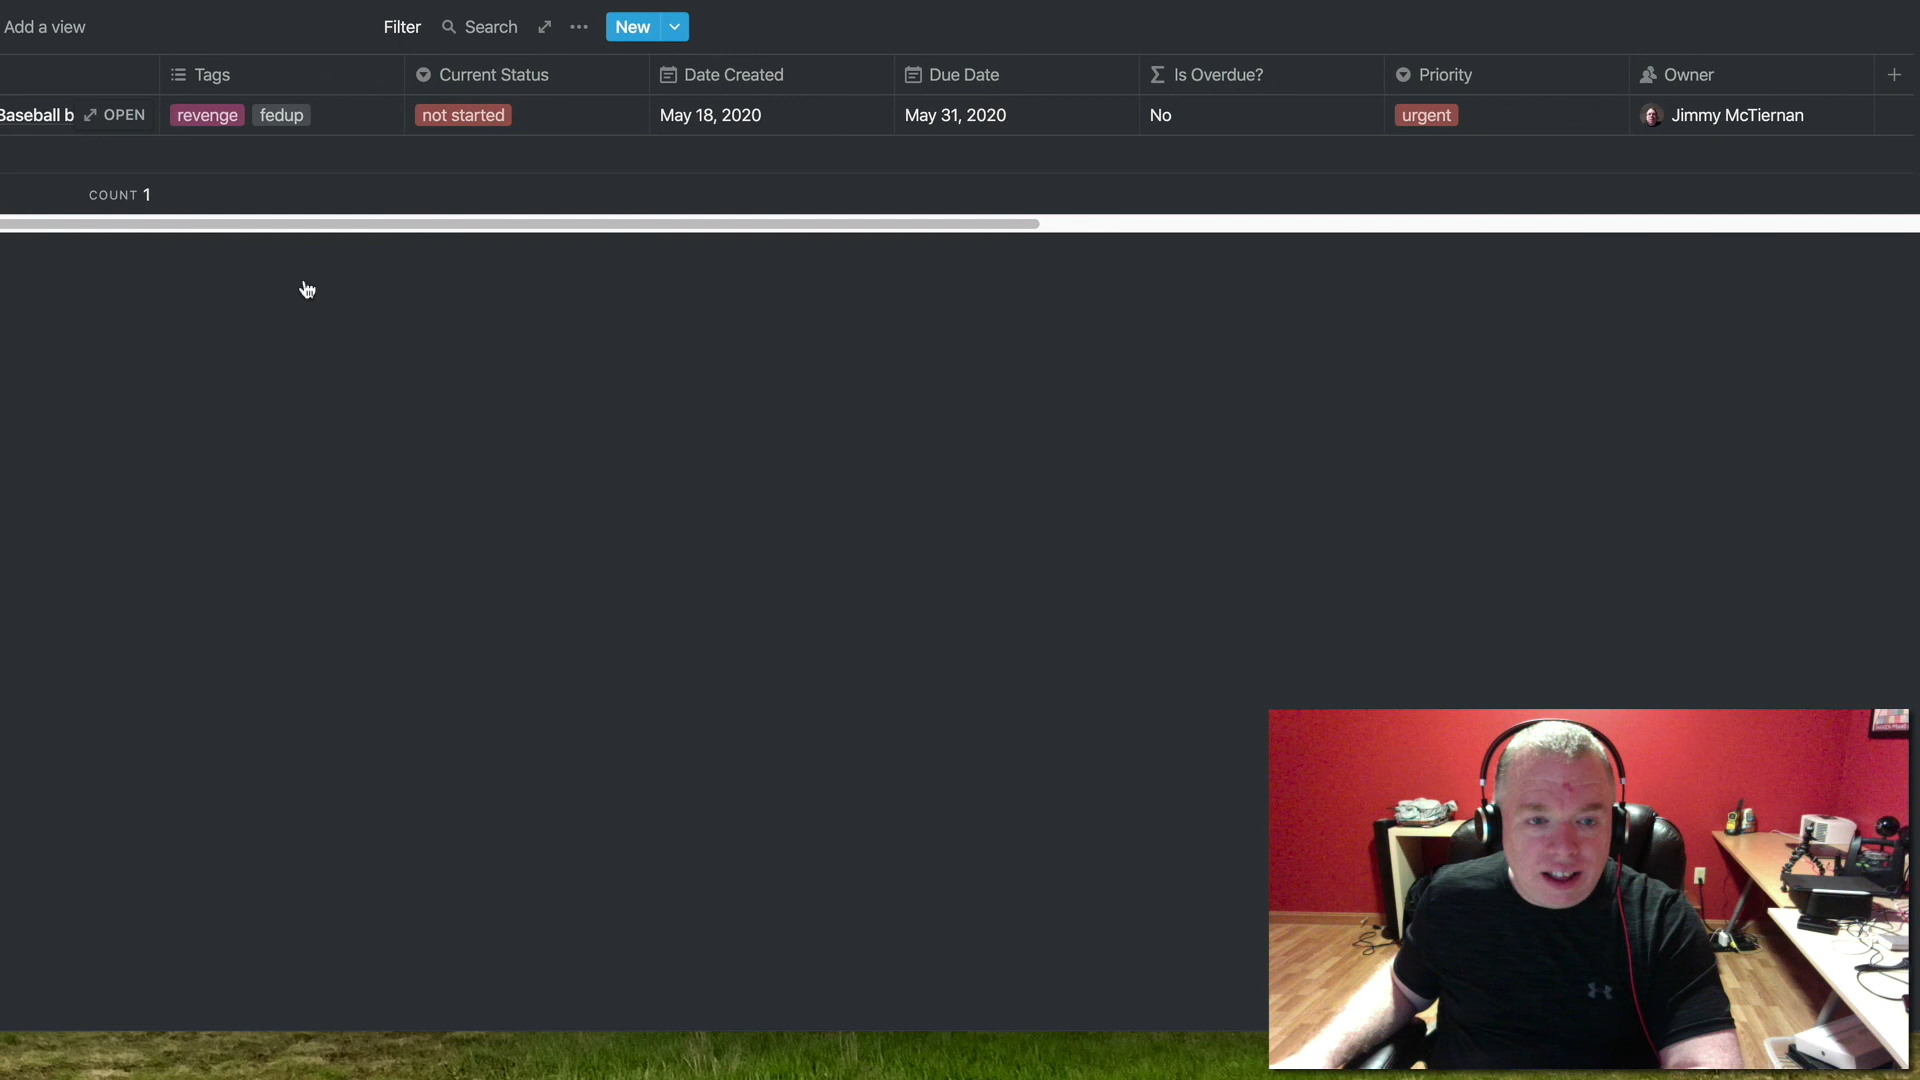 Add a view Filter Search New
Tags Current Status Date Created Due Date Is Overdue? Priority Owner
Baseball b OPEN revenge fedup not started May 18, 2020 May 31, 2020 No urgent Jimmy McTiernan
COUNT 1